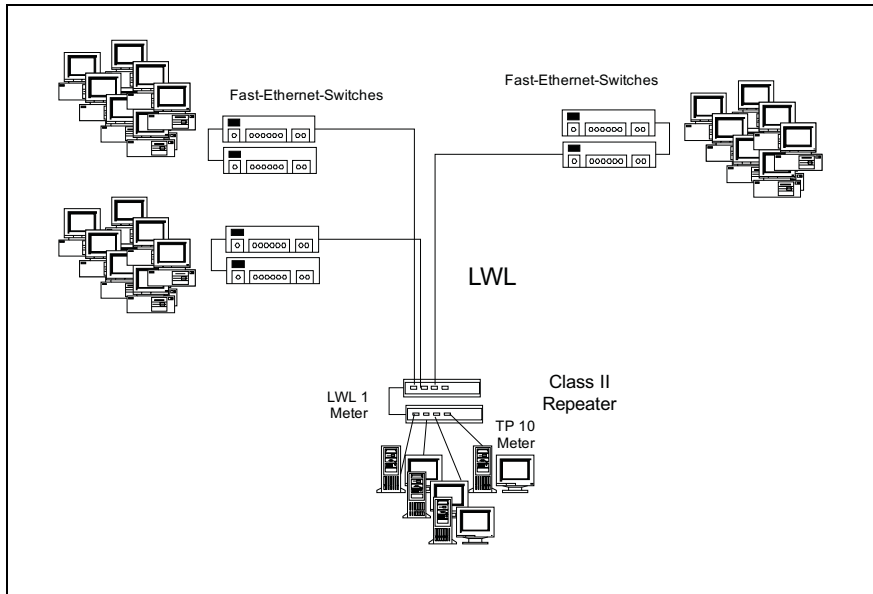 Fast-Ethernet-Switches
Fast-Ethernet-Switches
LWL
LWL 1
Meter
Class II
Repeater
TP 10
Meter